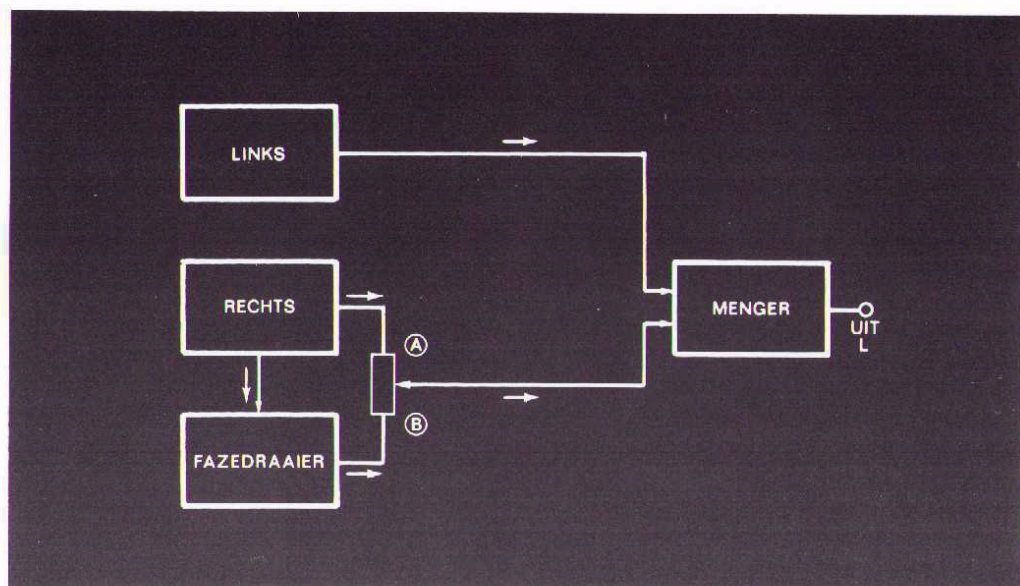 LINKS
RECHTS
A
MENGER
UIT
L
B
FAZEDRAAIER